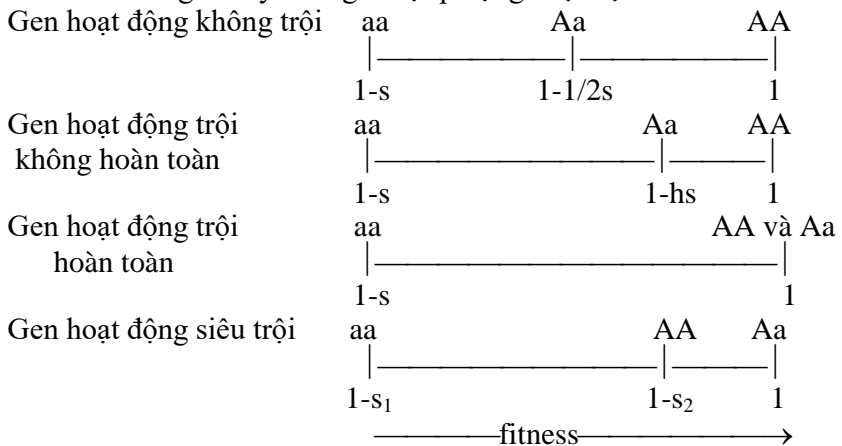 Gen hoạt động không trội aa Aa AA
1-s 1-1/2s 1
Gen hoạt động trội aa Aa AA
không hoàn toàn
1-s 1-hs 1
Gen hoạt động trội aa AA và Aa
hoàn toàn
1-s 1
Gen hoạt động siêu trội aa AA Aa
1-s₁ 1-s₂ 1
fitness